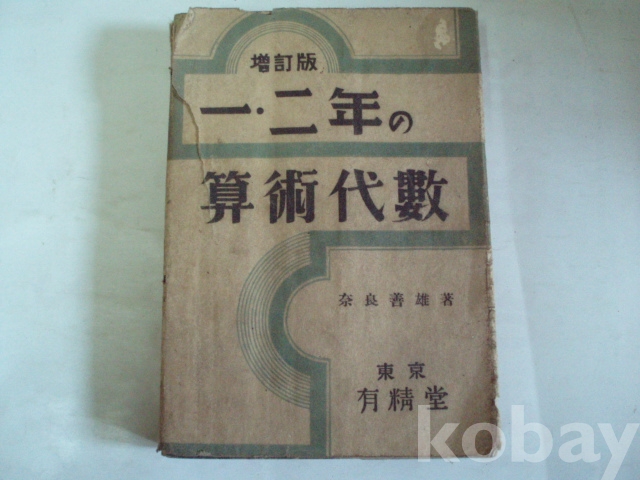 増訂版
一・二年の
算術代數
奈良善雄著
東京
有精堂
kobay